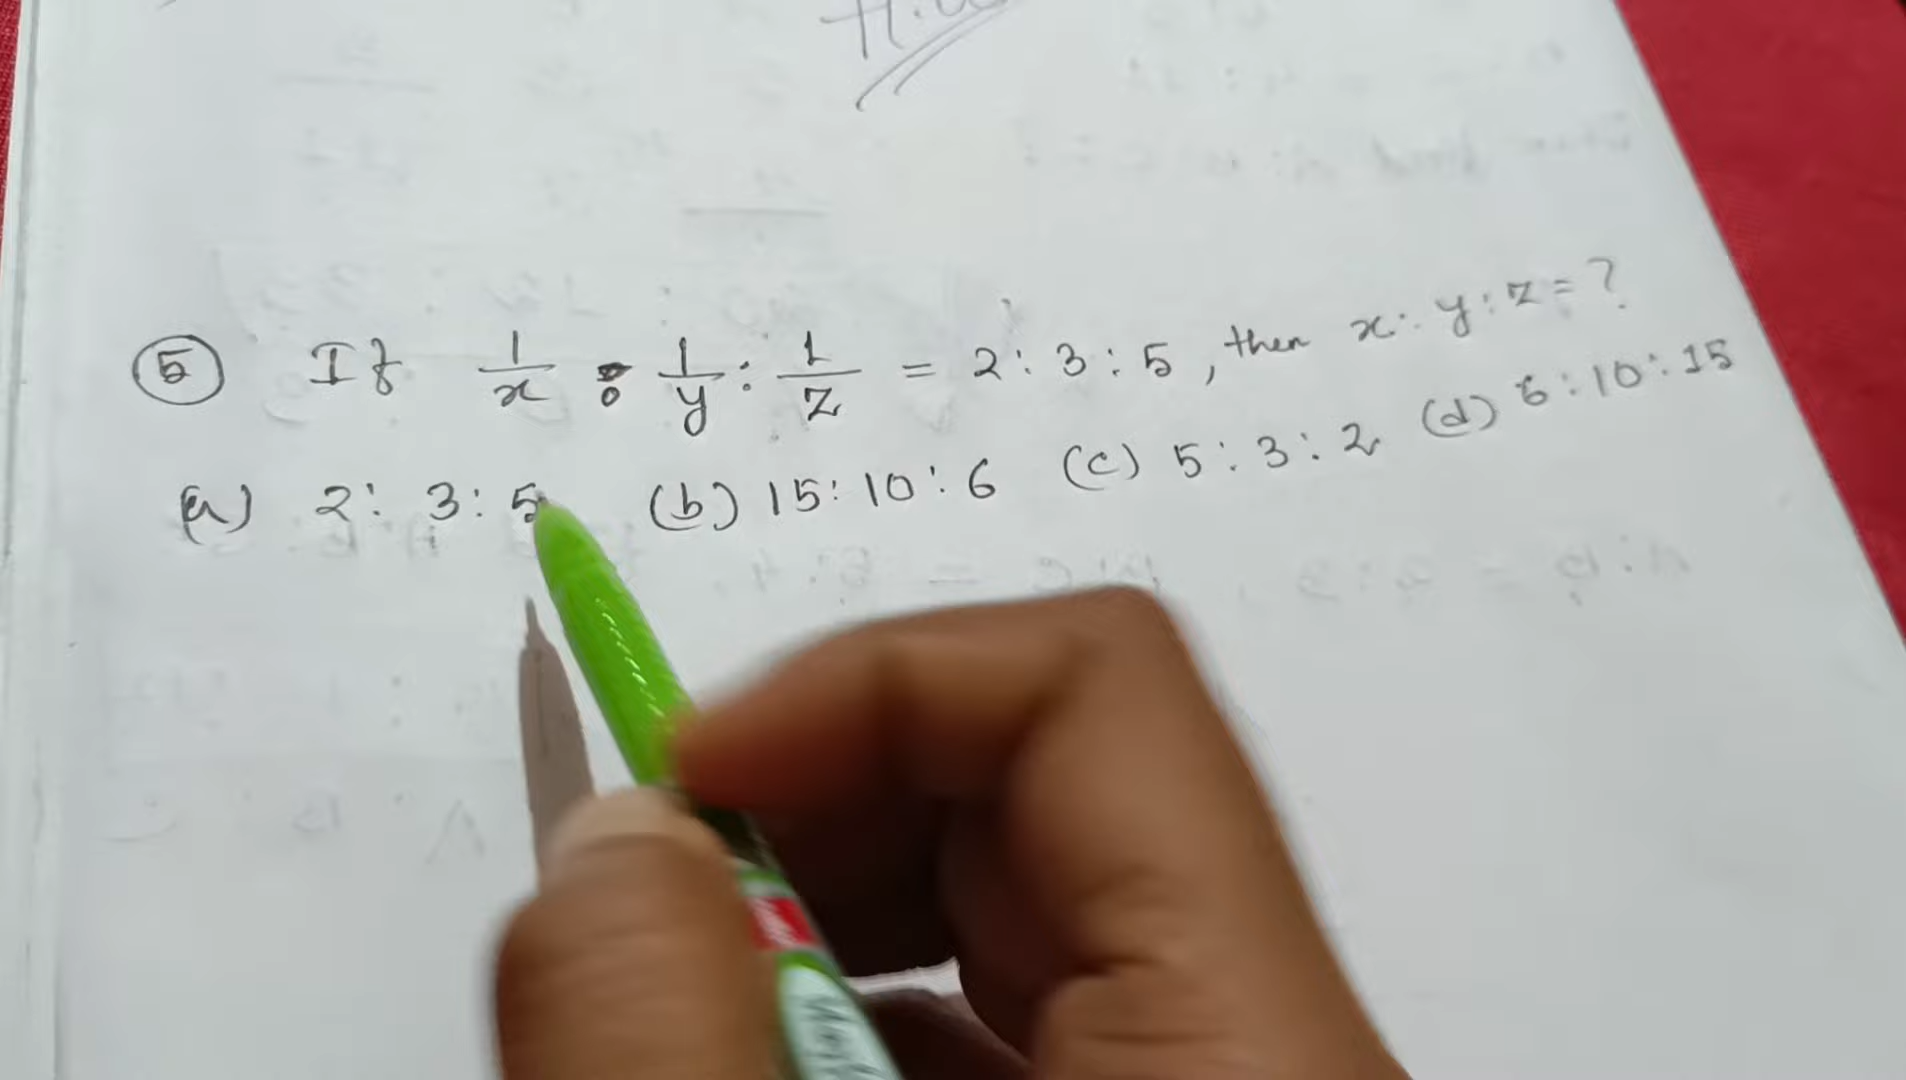 5 If 1/x : 1/y : 1/z = 2 : 3 : 5, then x : y : z = ?
(a) 2 : 3 : 5 (b) 15 : 10 : 6 (c) 5 : 3 : 2 (d) 6 : 10 : 15